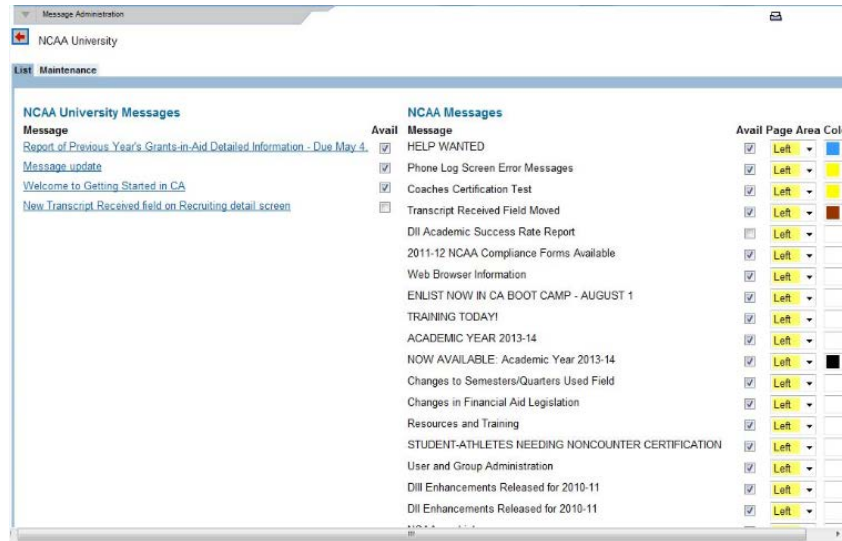 Message Administration
NCAA University
List Maintenance
NCAA University Messages
Message Avail
Report of Previous Year's Grants-in-Aid Detailed Information - Due May 4.
Message update
Welcome to Getting Started in CA
New Transcript Received field on Recruiting detail screen
NCAA Messages
Message Avail Page Area Col
HELP WANTED Left
Phone Log Screen Error Messages Left
Coaches Certification Test Left
Transcript Received Field Moved Left
DII Academic Success Rate Report Left
2011-12 NCAA Compliance Forms Available Left
Web Browser Information Left
ENLIST NOW IN CA BOOT CAMP - AUGUST 1 Left
TRAINING TODAY! Left
ACADEMIC YEAR 2013-14 Left
NOW AVAILABLE: Academic Year 2013-14 Left
Changes to Semesters/Quarters Used Field Left
Changes in Financial Aid Legislation Left
Resources and Training Left
STUDENT-ATHLETES NEEDING NONCOUNTER CERTIFICATION Left
User and Group Administration Left
DIII Enhancements Released for 2010-11 Left
DII Enhancements Released for 2010-11 Left